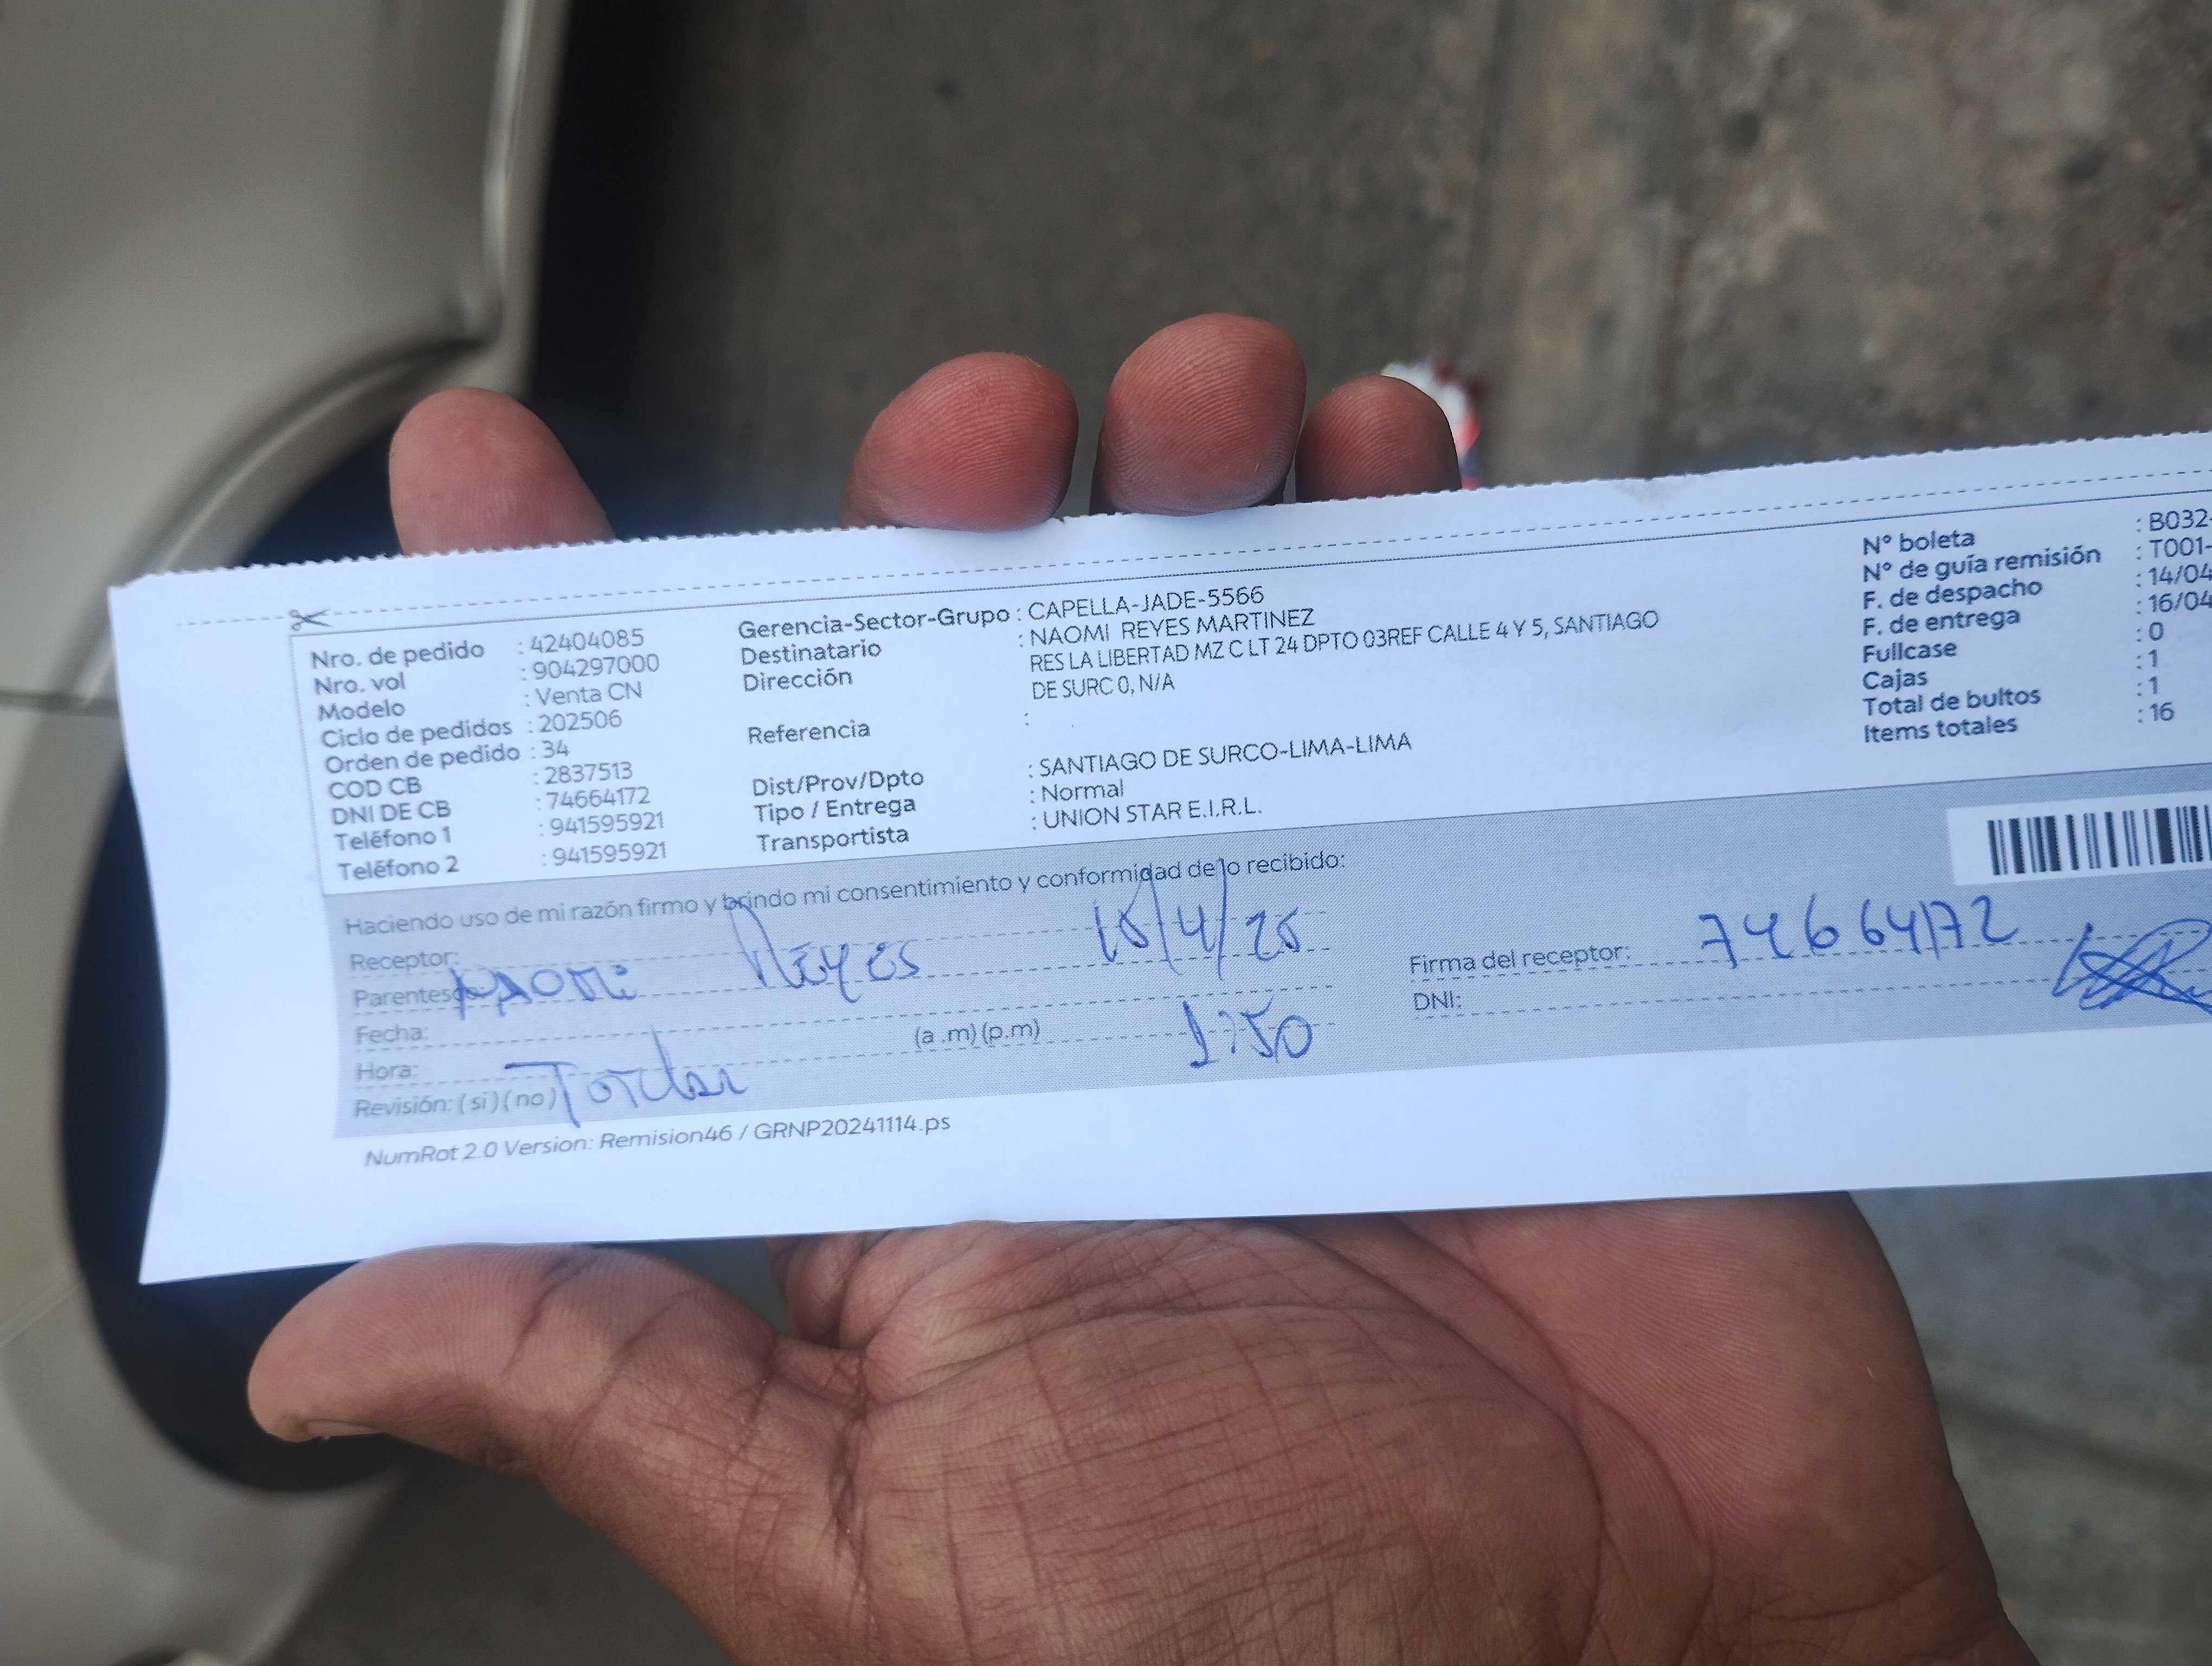 Nro. de pedido : 42404085
Nro. vol : 904297000
Modelo : Venta CN
Ciclo de pedidos : 202506
Orden de pedido : 34
COD CB : 2837513
DNI DE CB : 74664172
Teléfono 1 : 941595921
Teléfono 2 : 941595921
Gerencia-Sector-Grupo : CAPELLA-JADE-5566
Destinatario : NAOMI REYES MARTINEZ
Dirección RES LA LIBERTAD MZ C LT 24 DPTO 03REF CALLE 4 Y 5, SANTIAGO
DE SURC 0, N/A
Referencia :
Dist/Prov/Dpto : SANTIAGO DE SURCO-LIMA-LIMA
Tipo / Entrega : Normal
Transportista : UNION STAR E.I.R.L.
Nº boleta : B032-
Nº de guía remisión : T001-
F. de despacho : 14/04
F. de entrega : 16/04
Fullcase : 0
Cajas : 1
Total de bultos : 1
Items totales : 16
Haciendo uso de mi razón firmo y brindo mi consentimiento y conformidad de lo recibido:
Receptor:
Parentesco: Naomi Reyes
Fecha:
Hora: (a .m) (p.m) 1:50
Revisión: ( si ) ( no )
Firma del receptor: 74664172
DNI:
NumRot 2.0 Version: Remision46 / GRNP20241114.ps